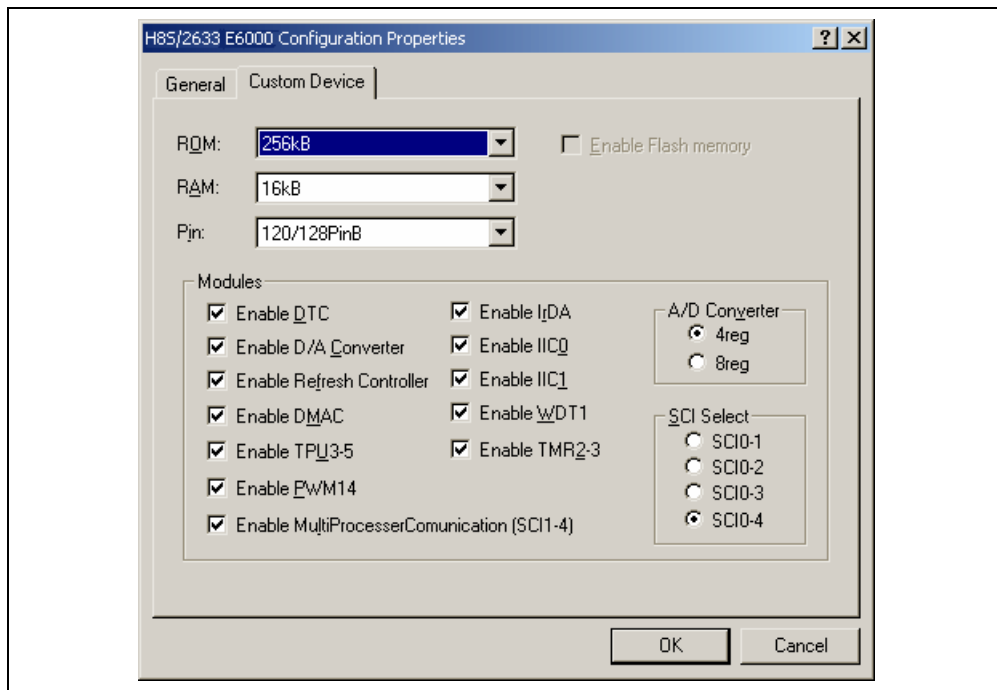 H8S/2633 E6000 Configuration Properties
General
Custom Device
ROM:
256kB
Enable Flash memory
RAM:
16kB
Pin:
120/128PinB
Modules
Enable DTC
Enable D/A Converter
Enable Refresh Controller
Enable DMAC
Enable TPU3-5
Enable PWM14
Enable MultiProcesserComunication (SCI1-4)
Enable IrDA
Enable IIC0
Enable IIC1
Enable WDT1
Enable TMR2-3
A/D Converter
4reg
8reg
SCI Select
SCI0-1
SCI0-2
SCI0-3
SCI0-4
OK
Cancel